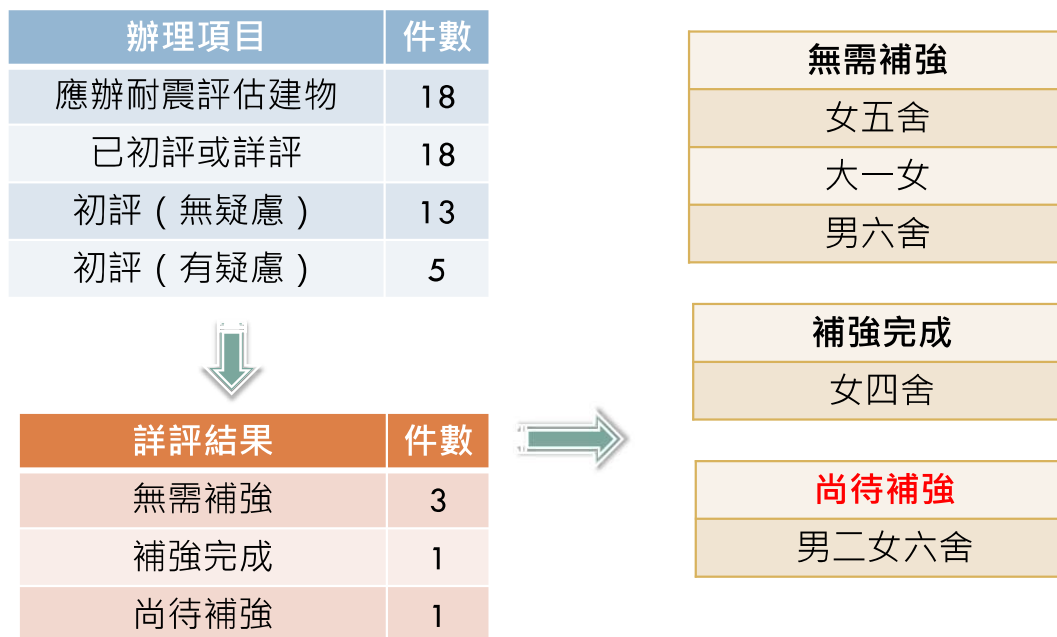 辦理項目 件數
應辦耐震評估建物 18
已初評或詳評 18
初評(無疑慮) 13
初評(有疑慮) 5
詳評結果 件數
無需補強 3
補強完成 1
尚待補強 1
無需補強
女五舍
大一女
男六舍
補強完成
女四舍
尚待補強
男二女六舍